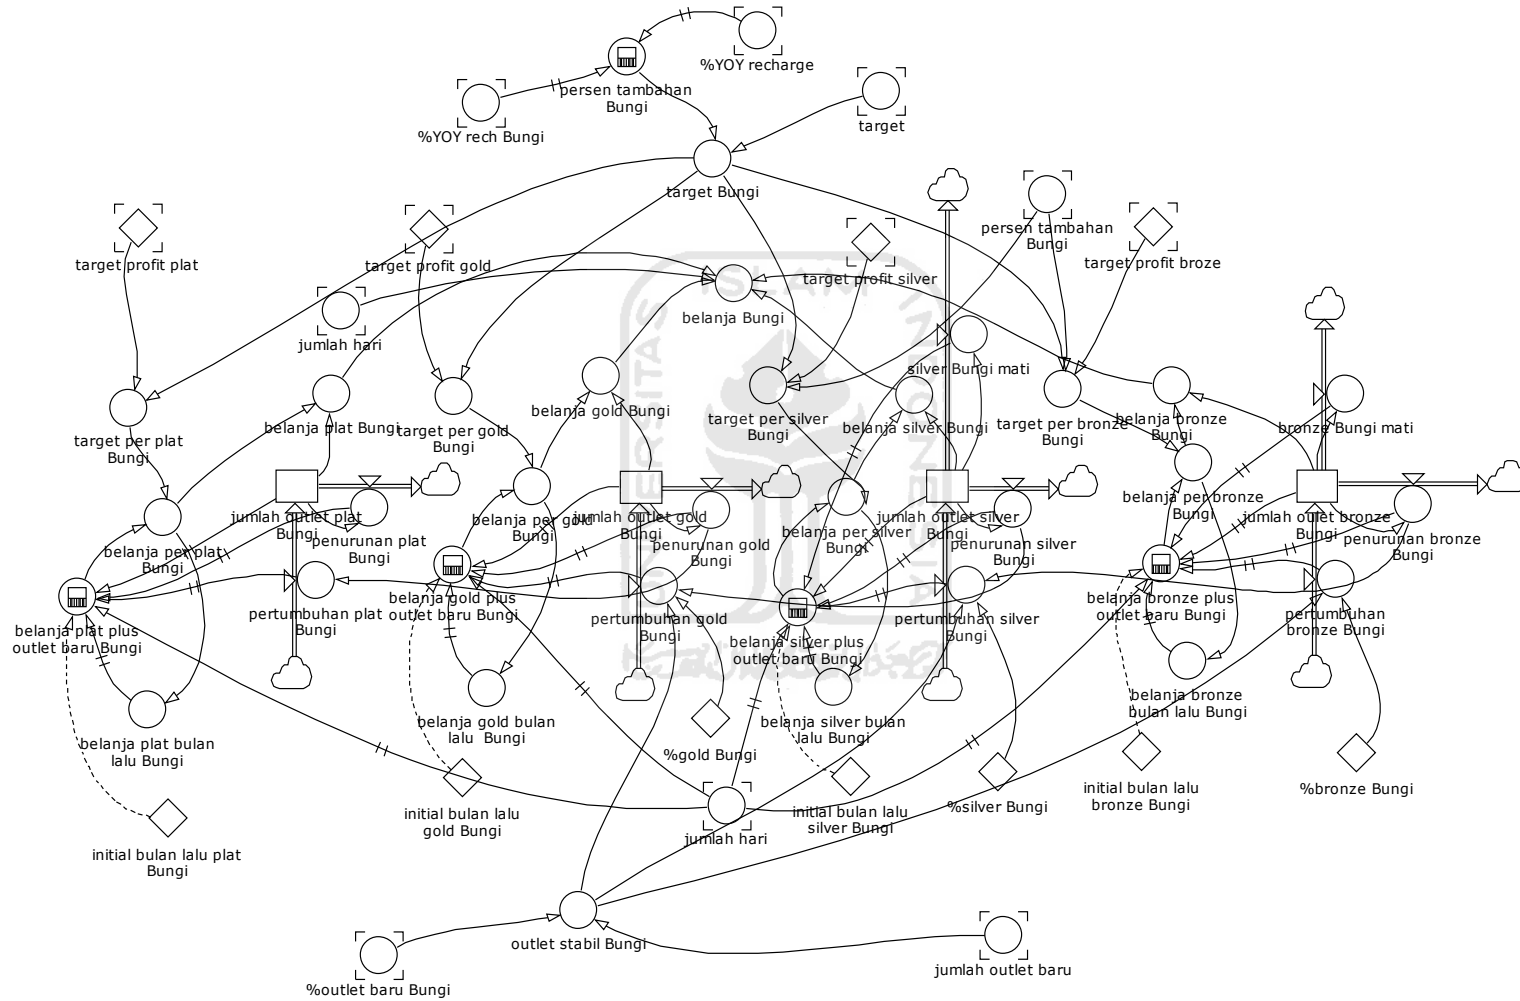 %YOY recharge
persen tambahan
Bungi
%YOY rech Bungi
target
target Bungi
persen tambahan
Bungi
target profit plat
target profit gold
target profit silver
target profit broze
ISLAM
UNIVERSITAS
INDONESIA
jumlah hari
belanja Bungi
silver Bungi mati
belanja gold Bungi
belanja plat Bungi
target per gold
Bungi
target per silver
Bungi
belanja silver Bungi
target per bronze
Bungi
belanja bronze
Bungi
bronze Bungi mati
target per plat
Bungi
jumlah outlet plat
Bungi
penurunan plat
Bungi
belanja per gold
Bungi
jumlah outlet gold
Bungi
penurunan gold
Bungi
belanja per silver
Bungi
jumlah outlet silver
Bungi
penurunan silver
Bungi
belanja per bronze
Bungi
jumlah outlet bronze
Bungi
penurunan bronze
Bungi
belanja per plat
Bungi
belanja plat plus
outlet baru Bungi
pertumbuhan plat
Bungi
belanja gold plus
outlet baru Bungi
pertumbuhan gold
Bungi
belanja silver plus
outlet baru Bungi
pertumbuhan silver
Bungi
belanja bronze plus
outlet baru Bungi
pertumbuhan
bronze Bungi
belanja plat bulan
lalu Bungi
belanja gold bulan
lalu  Bungi
%gold Bungi
belanja silver bulan
lalu Bungi
belanja bronze
bulan lalu Bungi
initial bulan lalu plat
Bungi
initial bulan lalu
gold Bungi
jumlah hari
initial bulan lalu
silver Bungi
%silver Bungi
initial bulan lalu
bronze Bungi
%bronze Bungi
outlet stabil Bungi
%outlet baru Bungi
jumlah outlet baru